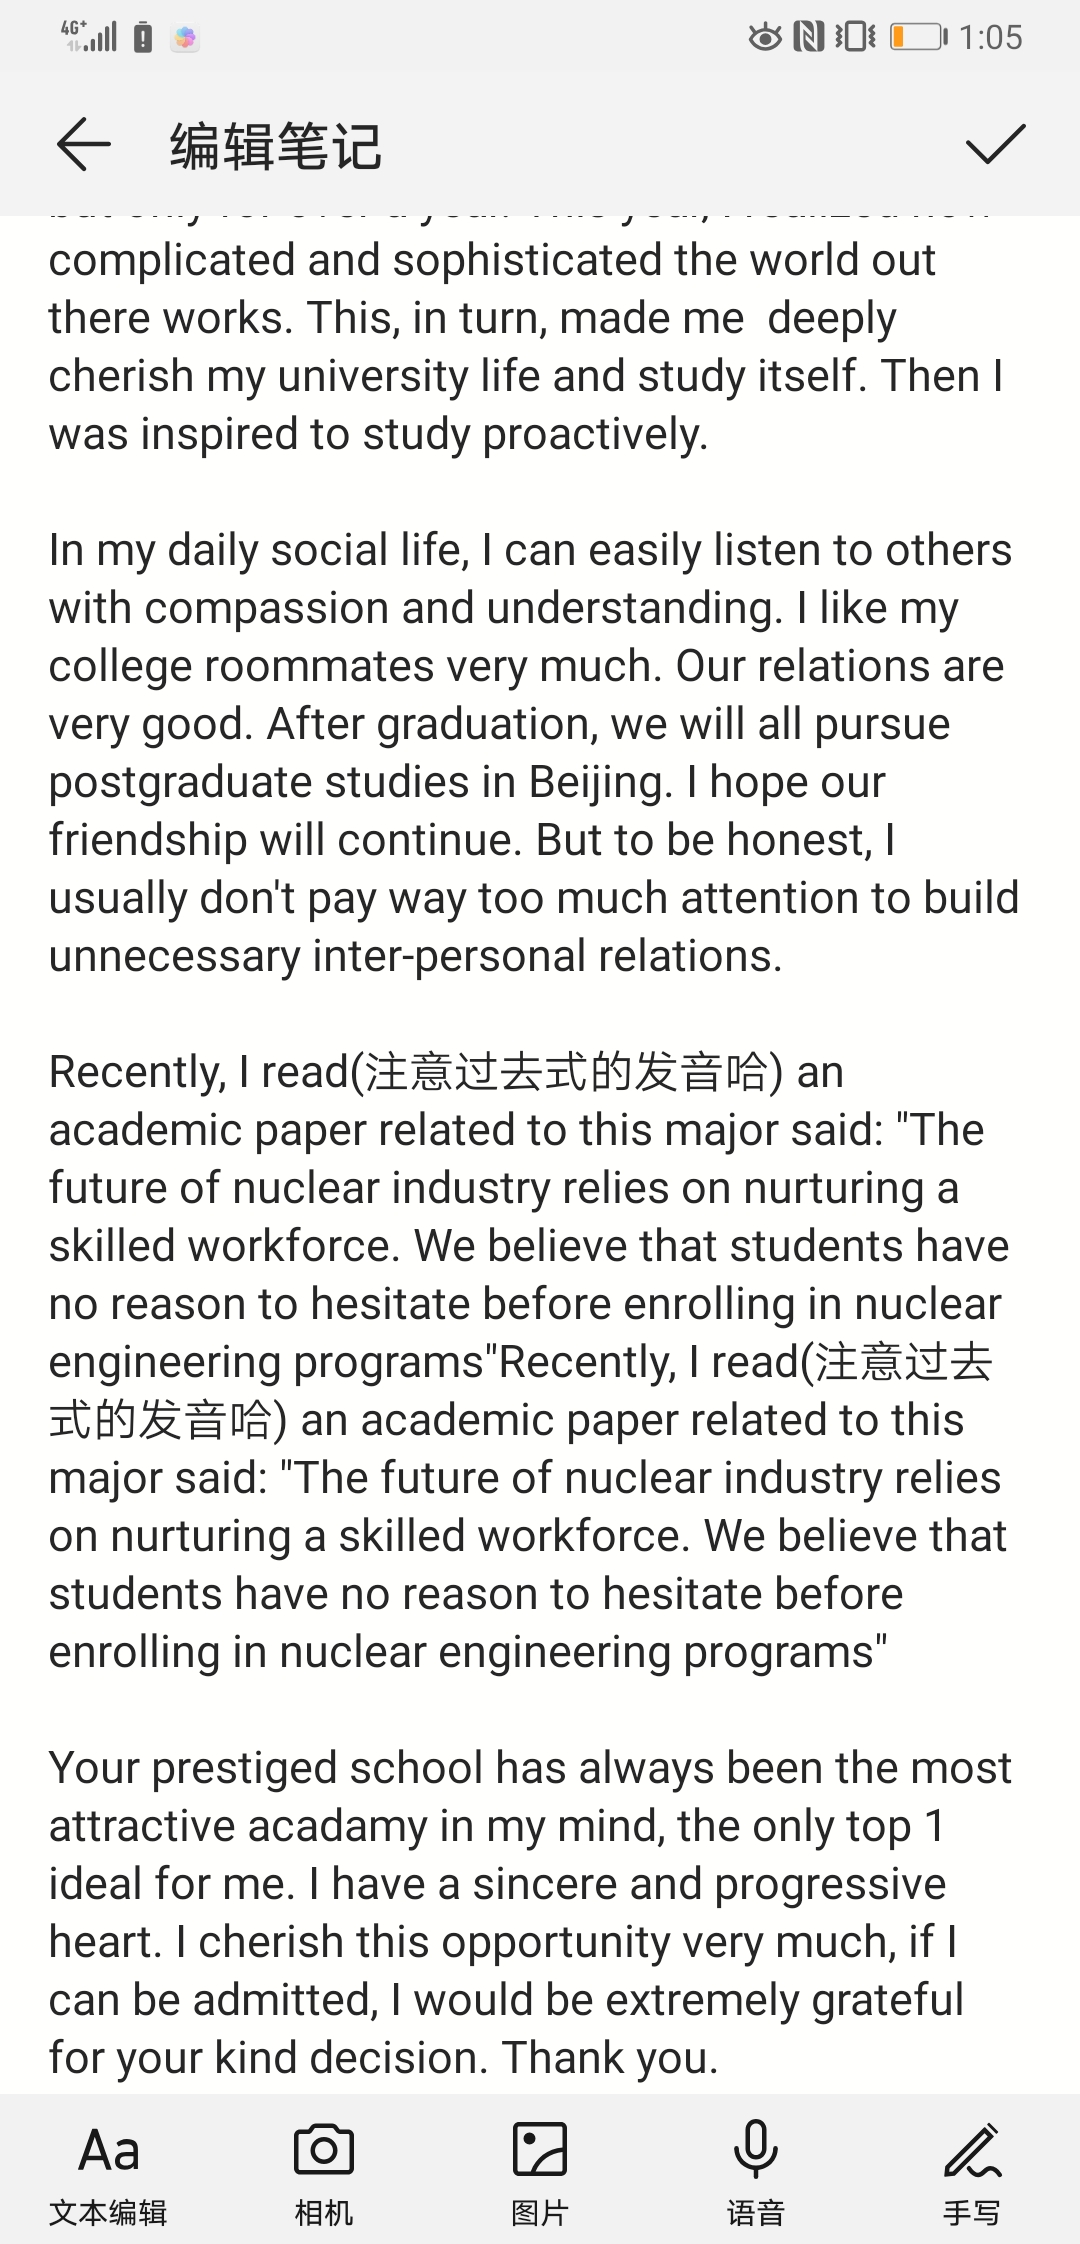 4G+
1:05
编辑笔记
but only for over a year. This year, I realized how
complicated and sophisticated the world out
there works. This, in turn, made me  deeply
cherish my university life and study itself. Then I
was inspired to study proactively.
In my daily social life, I can easily listen to others
with compassion and understanding. I like my
college roommates very much. Our relations are
very good. After graduation, we will all pursue
postgraduate studies in Beijing. I hope our
friendship will continue. But to be honest, I
usually don't pay way too much attention to build
unnecessary inter-personal relations.
Recently, I read(注意过去式的发音哈) an
academic paper related to this major said: "The
future of nuclear industry relies on nurturing a
skilled workforce. We believe that students have
no reason to hesitate before enrolling in nuclear
engineering programs"Recently, I read(注意过去
式的发音哈) an academic paper related to this
major said: "The future of nuclear industry relies
on nurturing a skilled workforce. We believe that
students have no reason to hesitate before
enrolling in nuclear engineering programs"
Your prestiged school has always been the most
attractive acadamy in my mind, the only top 1
ideal for me. I have a sincere and progressive
heart. I cherish this opportunity very much, if I
can be admitted, I would be extremely grateful
for your kind decision. Thank you.
Aa
文本编辑
相机
图片
语音
手写